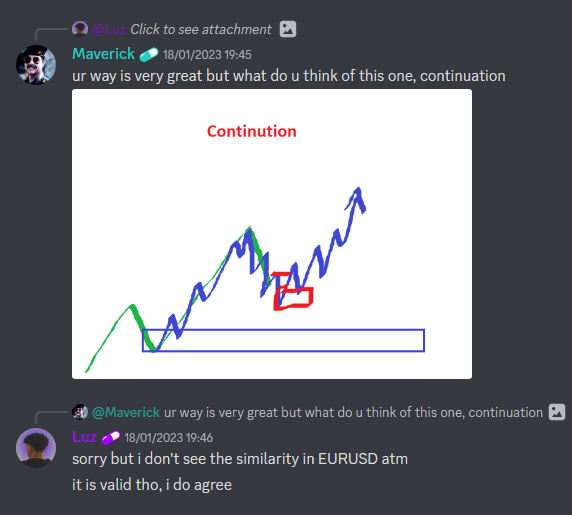 @Luz Click to see attachment
Maverick 18/01/2023 19:45
ur way is very great but what do u think of this one, continuation
Continution
@Maverick ur way is very great but what do u think of this one, continuation
Luz 18/01/2023 19:46
sorry but i don't see the similarity in EURUSD atm
it is valid tho, i do agree